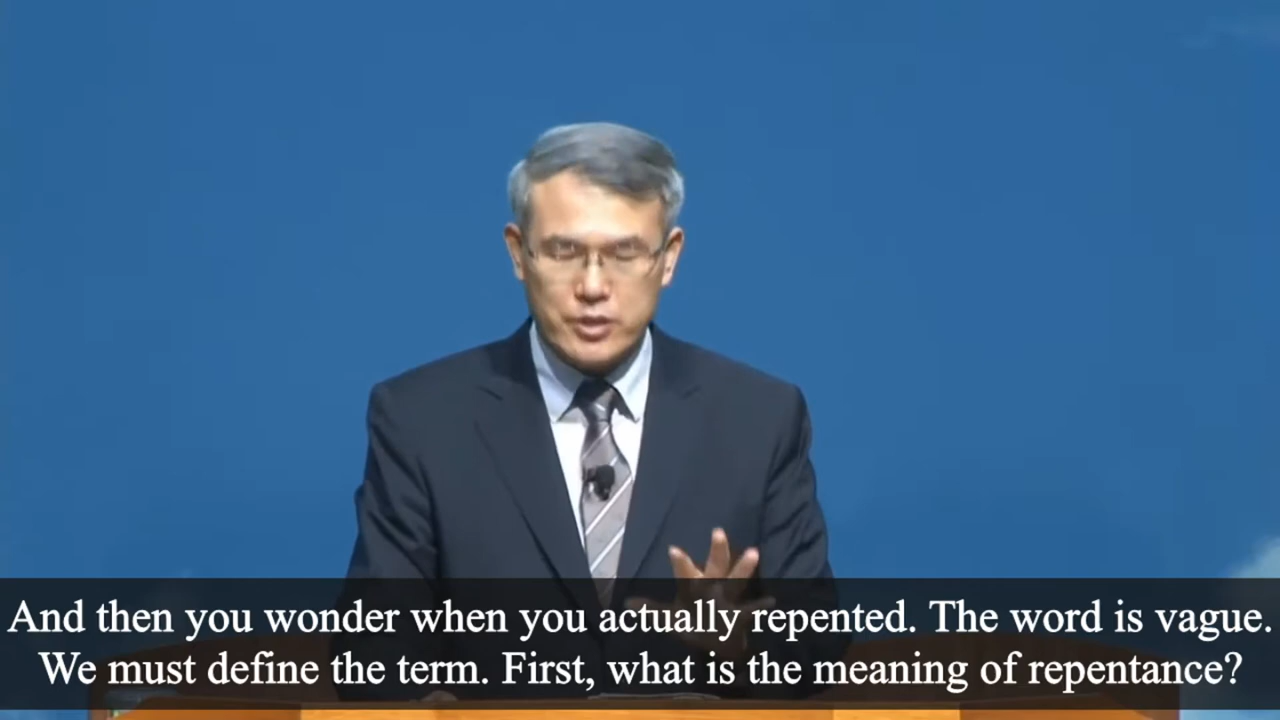 And then you wonder when you actually repented. The word is vague.
We must define the term. First, what is the meaning of repentance?